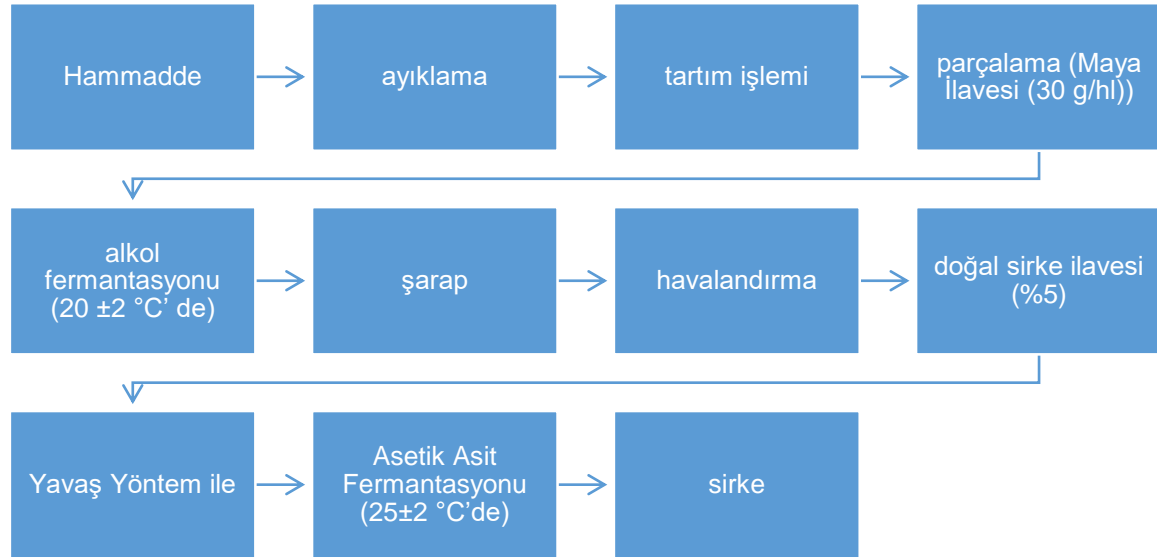 Hammadde
ayıklama
tartım işlemi
parçalama (Maya
İlavesi (30 g/hl))
alkol
fermantasyonu
(20 ±2 °C' de)
şarap
havalandırma
doğal sirke ilavesi
(%5)
Yavaş Yöntem ile
Asetik Asit
Fermantasyonu
(25±2 °C'de)
sirke